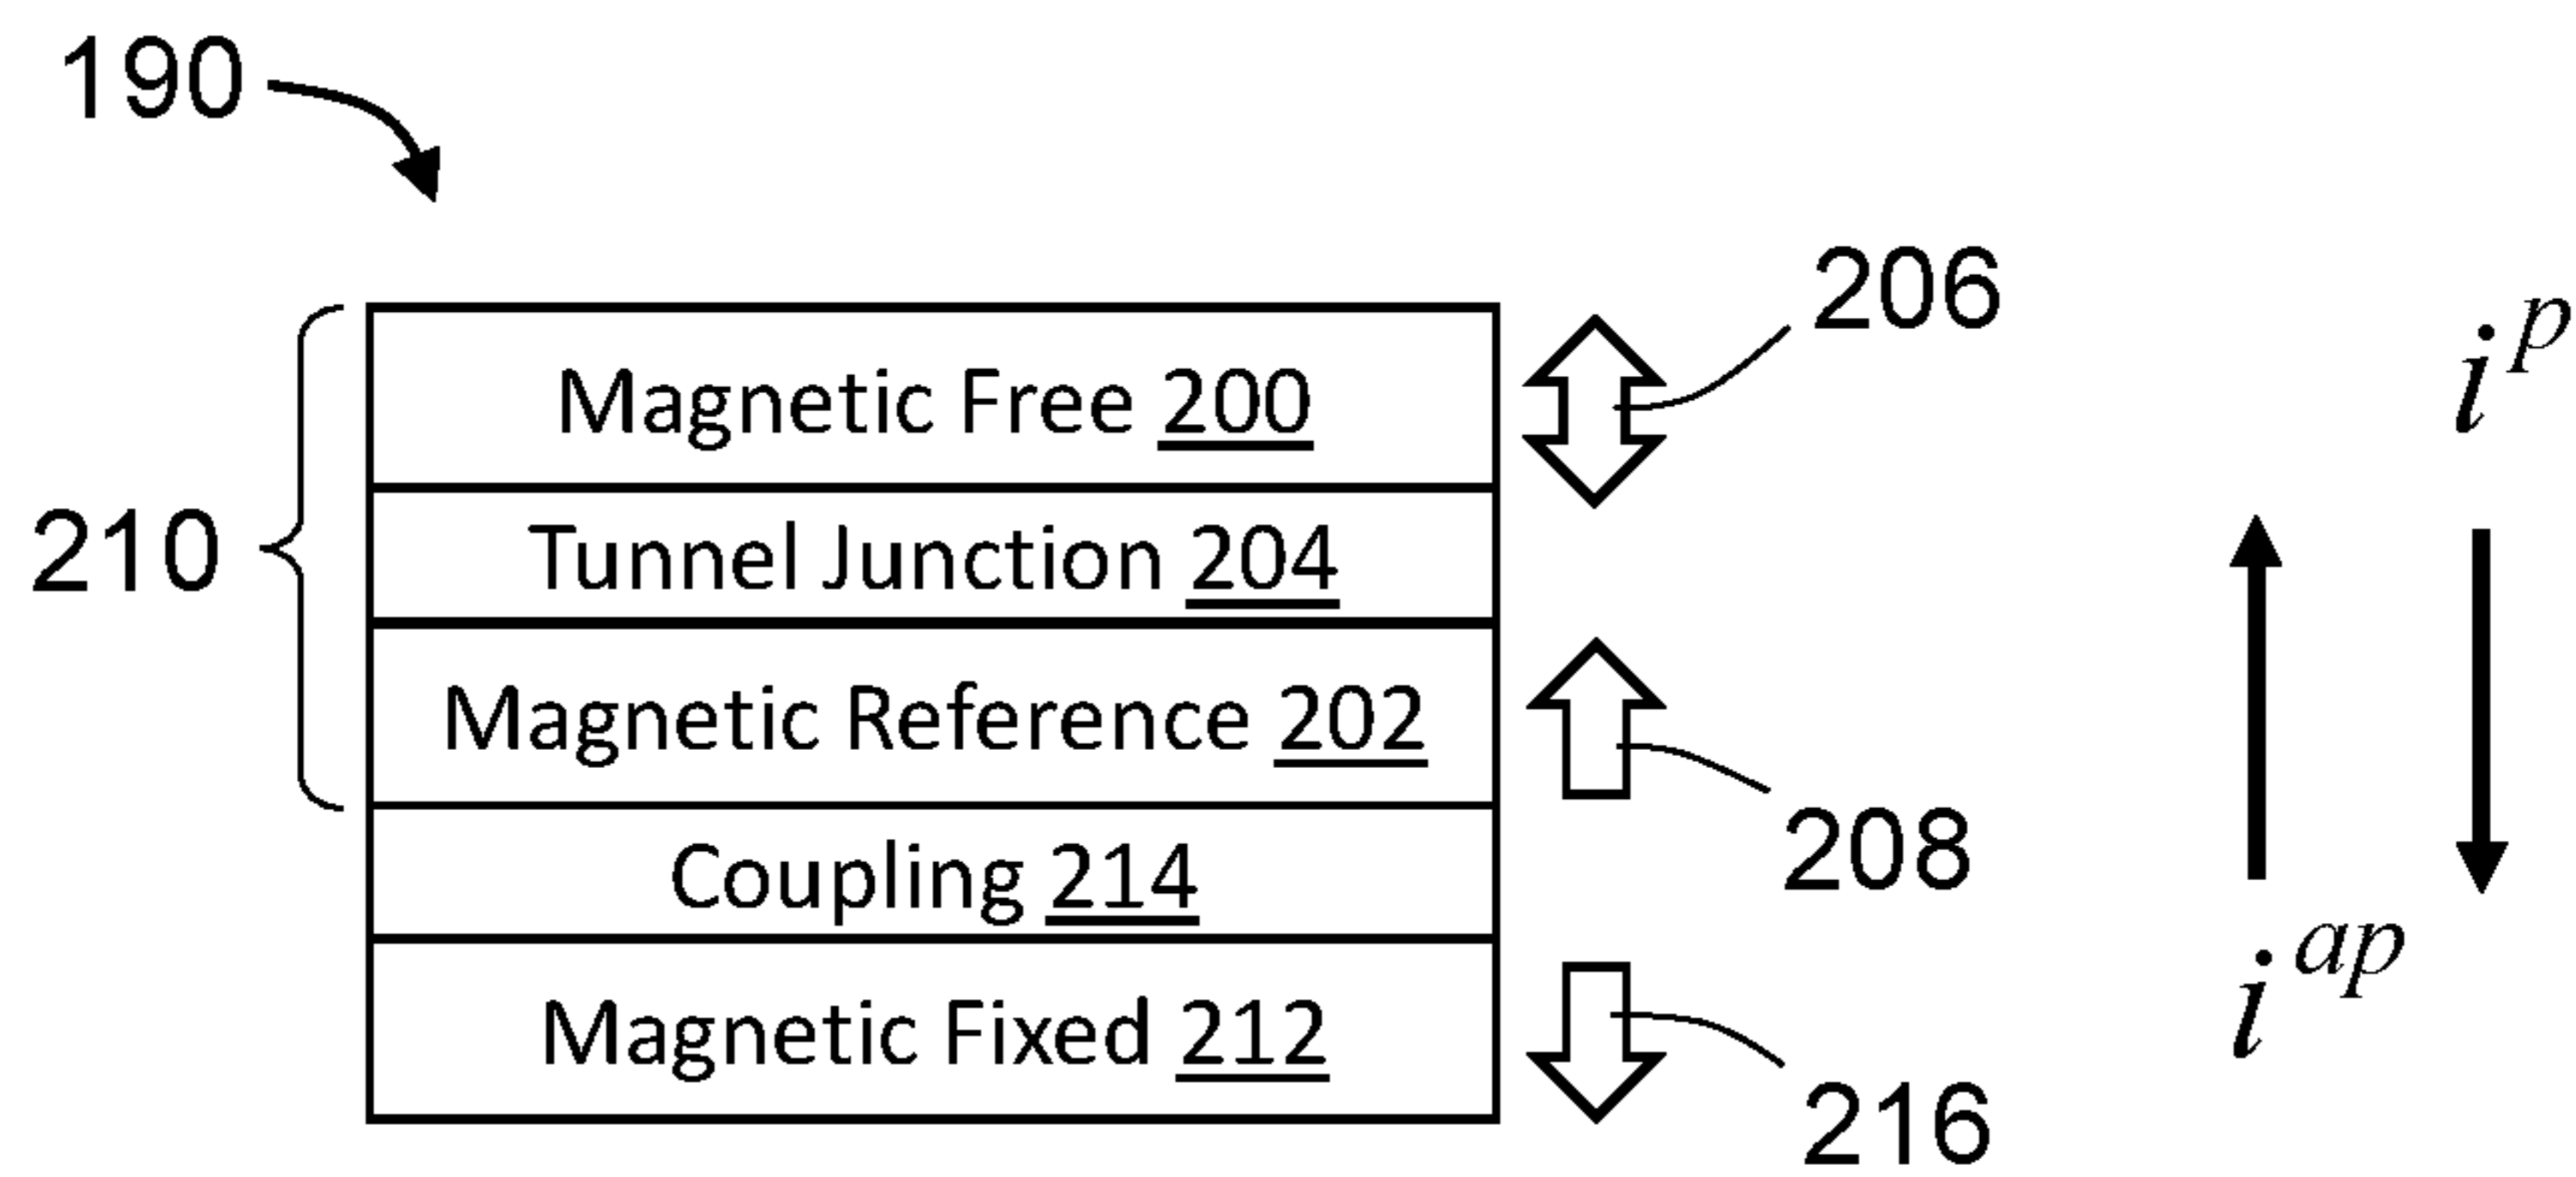 190
206
i^p
Magnetic Free 200
210
Tunnel Junction 204
Magnetic Reference 202
208
Coupling 214
i^ap
Magnetic Fixed 212
216